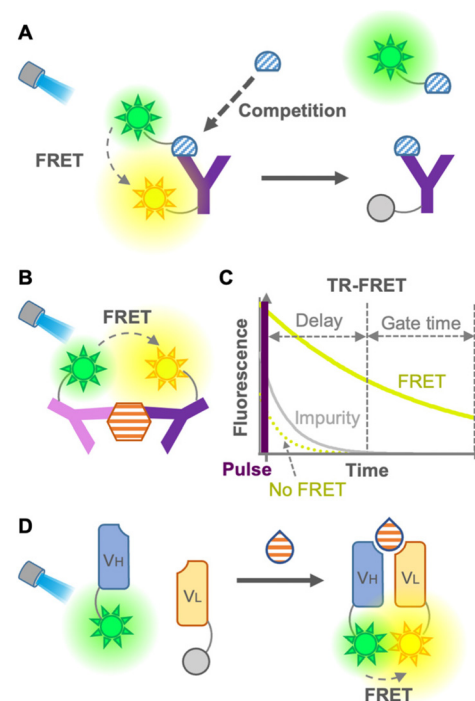 A
Competition
FRET
B
FRET
C
TR-FRET
Delay
Gate time
FRET
Impurity
Fluorescence
Pulse
Time
No FRET
D
VH
VL
VH
VL
FRET